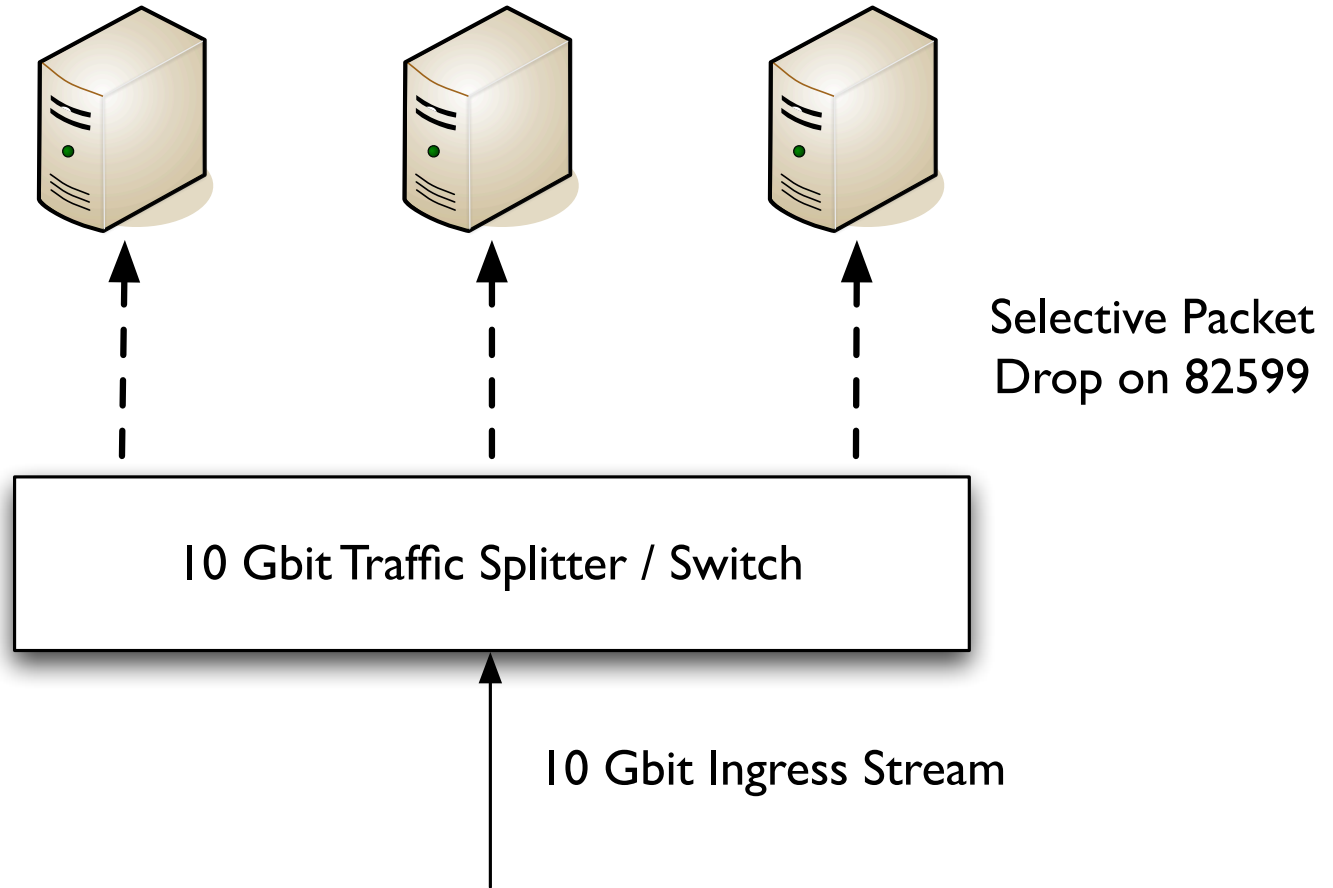 Selective Packet
Drop on 82599
10 Gbit Traffic Splitter / Switch
10 Gbit Ingress Stream